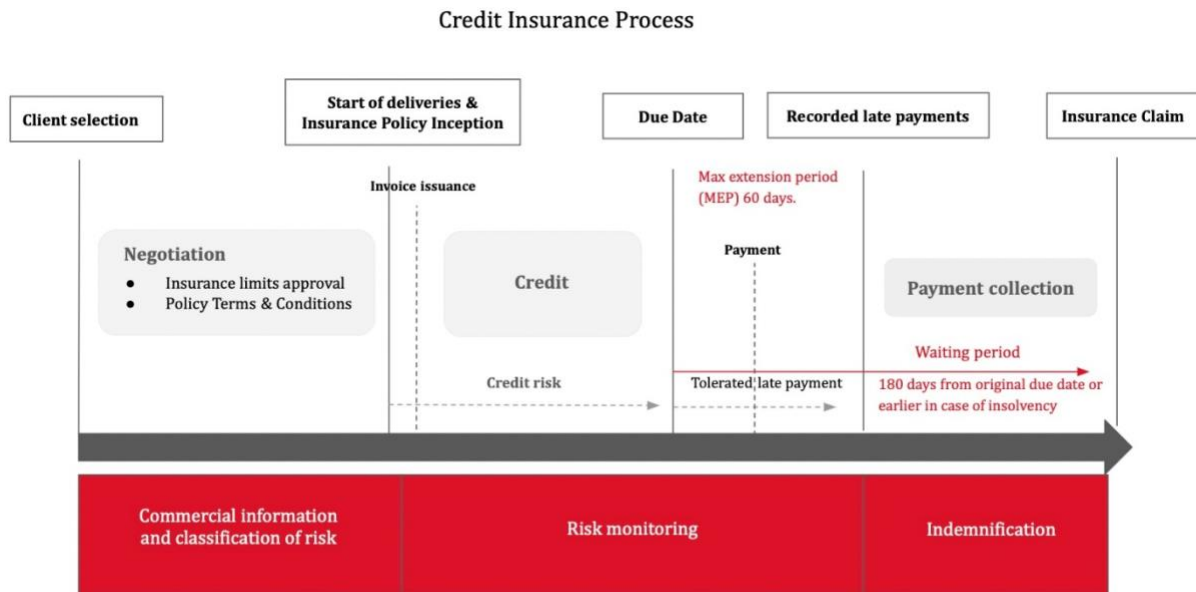 Credit Insurance Process
Client selection
Start of deliveries &
Insurance Policy Inception
Due Date
Recorded late payments
Insurance Claim
Invoice issuance
Max extension period
(MEP) 60 days.
Negotiation
● Insurance limits approval
● Policy Terms & Conditions
Credit
Payment
Payment collection
Waiting period
Credit risk
Tolerated late payment
180 days from original due date or
earlier in case of insolvency
Commercial information
and classification of risk
Risk monitoring
Indemnification